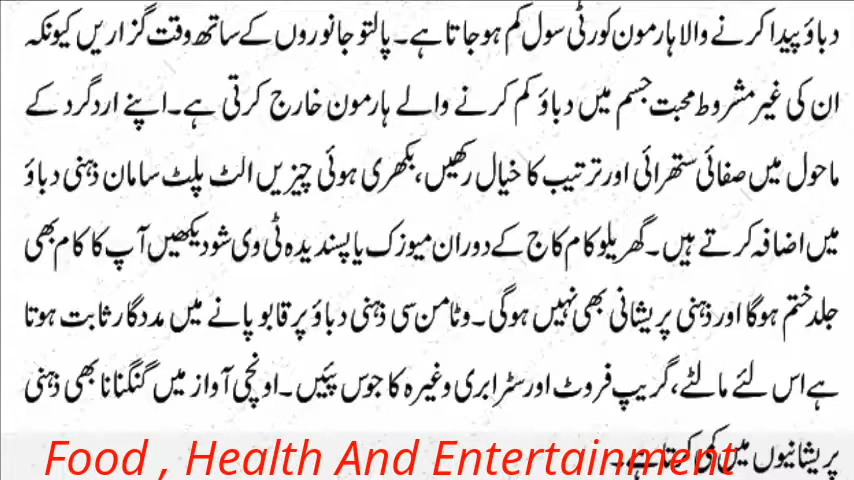 دباؤ پیدا کرنے والا ہارمون کورٹی سول کم ہو جاتا ہے۔ پالتو جانوروں کے ساتھ وقت گزاریں کیونکہ
ان کی غیر مشروط محبت جسم میں دباؤ کم کرنے والے ہارمون خارج کرتی ہے۔ اپنے اردگرد کے
ماحول میں صفائی ستھرائی اور ترتیب کا خیال رکھیں، بکھری ہوئی چیزیں الٹ پلٹ سامان ذہنی دباؤ
میں اضافہ کرتے ہیں۔ گھریلو کام کاج کے دوران میوزک یا پسندیدہ ٹی وی شو دیکھیں آپ کا کام بھی
جلد ختم ہوگا اور ذہنی پریشانی بھی نہیں ہوگی۔ وٹامن سی ذہنی دباؤ پر قابو پانے میں مددگار ثابت ہوتا
ہے اس لئے مالٹے، گریپ فروٹ اور سٹرابری وغیرہ کا جوس پئیں۔ اونچی آواز میں گنگنانا بھی ذہنی
پریشانیوں میں کمی کرتا ہے۔
Food , Health And Entertainment